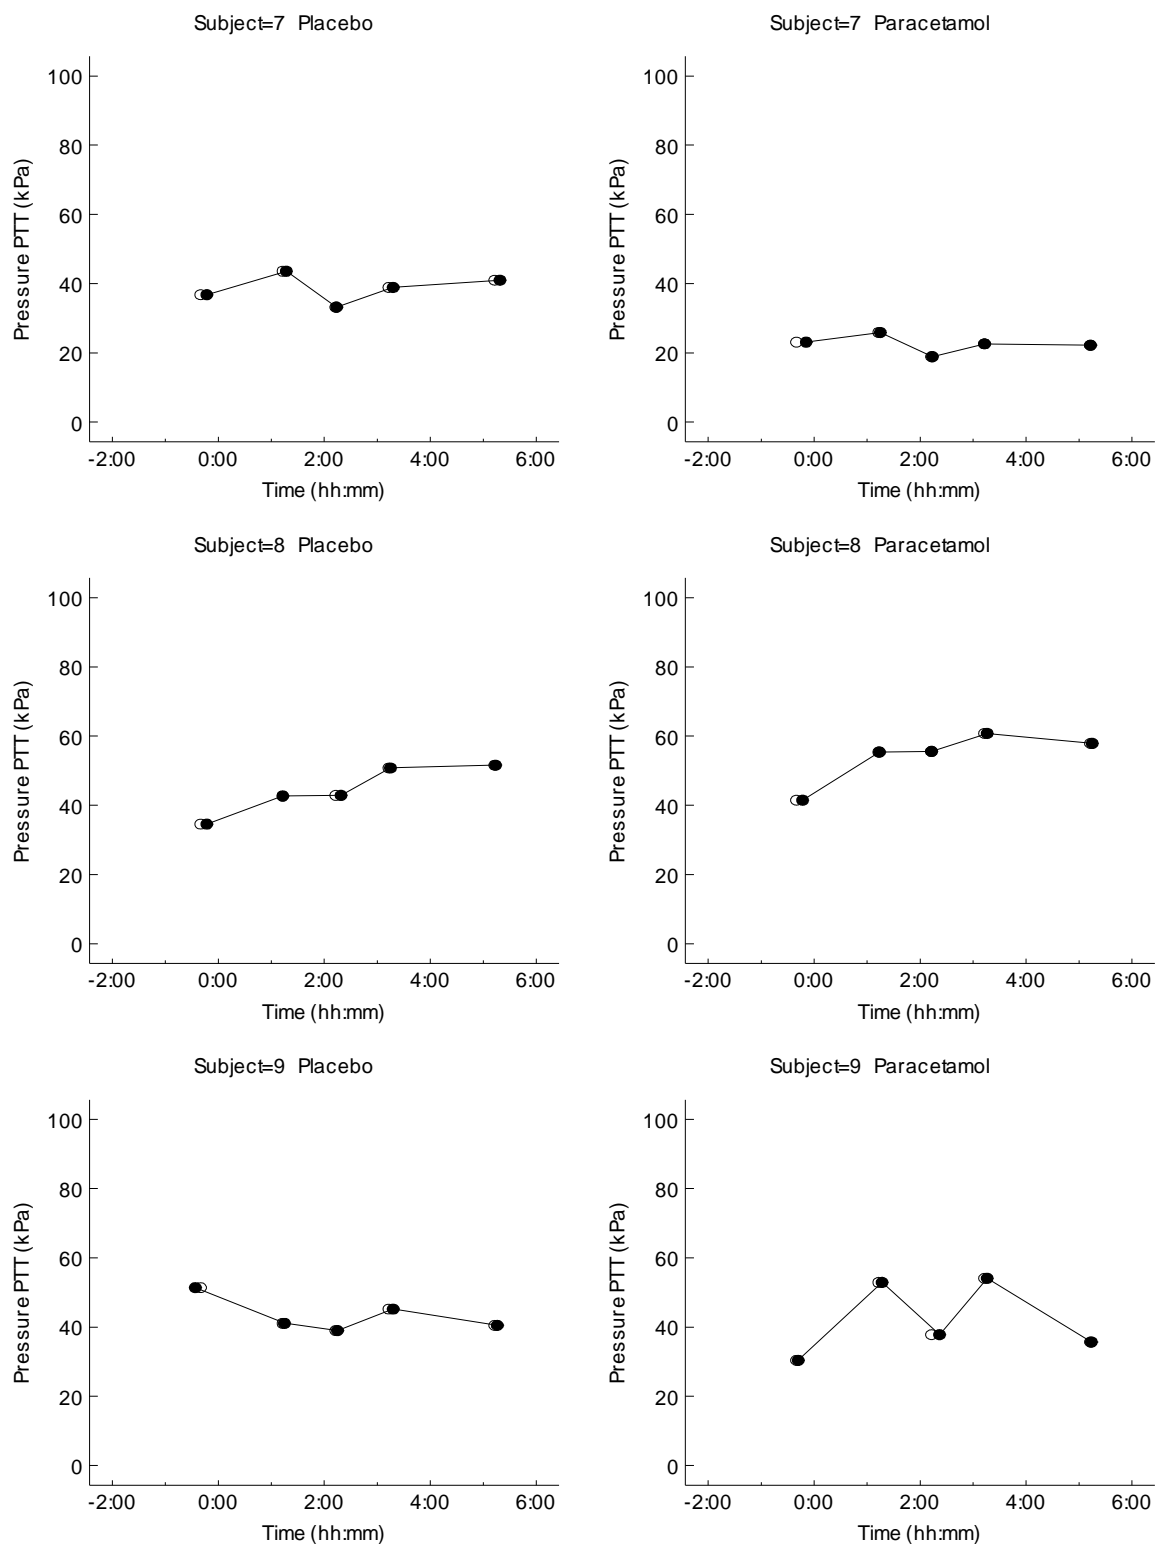 Subject=7 Placebo
100
80
60
40
20
0
Pressure PTT (kPa)
-2:00 0:00 2:00 4:00 6:00
Time (hh:mm)
Subject=7 Paracetamol
100
80
60
40
20
0
Pressure PTT (kPa)
-2:00 0:00 2:00 4:00 6:00
Time (hh:mm)
Subject=8 Placebo
100
80
60
40
20
0
Pressure PTT (kPa)
-2:00 0:00 2:00 4:00 6:00
Time (hh:mm)
Subject=8 Paracetamol
100
80
60
40
20
0
Pressure PTT (kPa)
-2:00 0:00 2:00 4:00 6:00
Time (hh:mm)
Subject=9 Placebo
100
80
60
40
20
0
Pressure PTT (kPa)
-2:00 0:00 2:00 4:00 6:00
Time (hh:mm)
Subject=9 Paracetamol
100
80
60
40
20
0
Pressure PTT (kPa)
-2:00 0:00 2:00 4:00 6:00
Time (hh:mm)